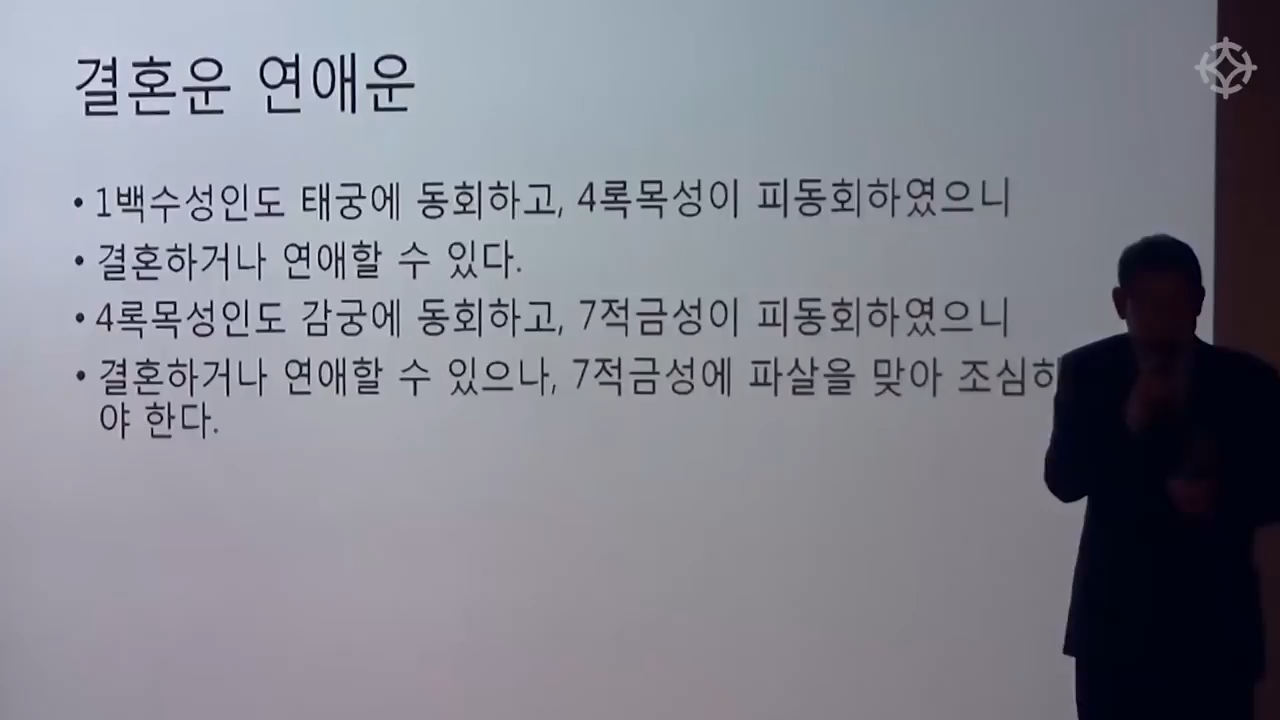 결혼운 연애운
• 1백수성인도 태궁에 동회하고, 4록목성이 피동회하였으니
• 결혼하거나 연애할 수 있다.
• 4록목성인도 감궁에 동회하고, 7적금성이 피동회하였으니
• 결혼하거나 연애할 수 있으나, 7적금성에 파살을 맞아
야 한다.